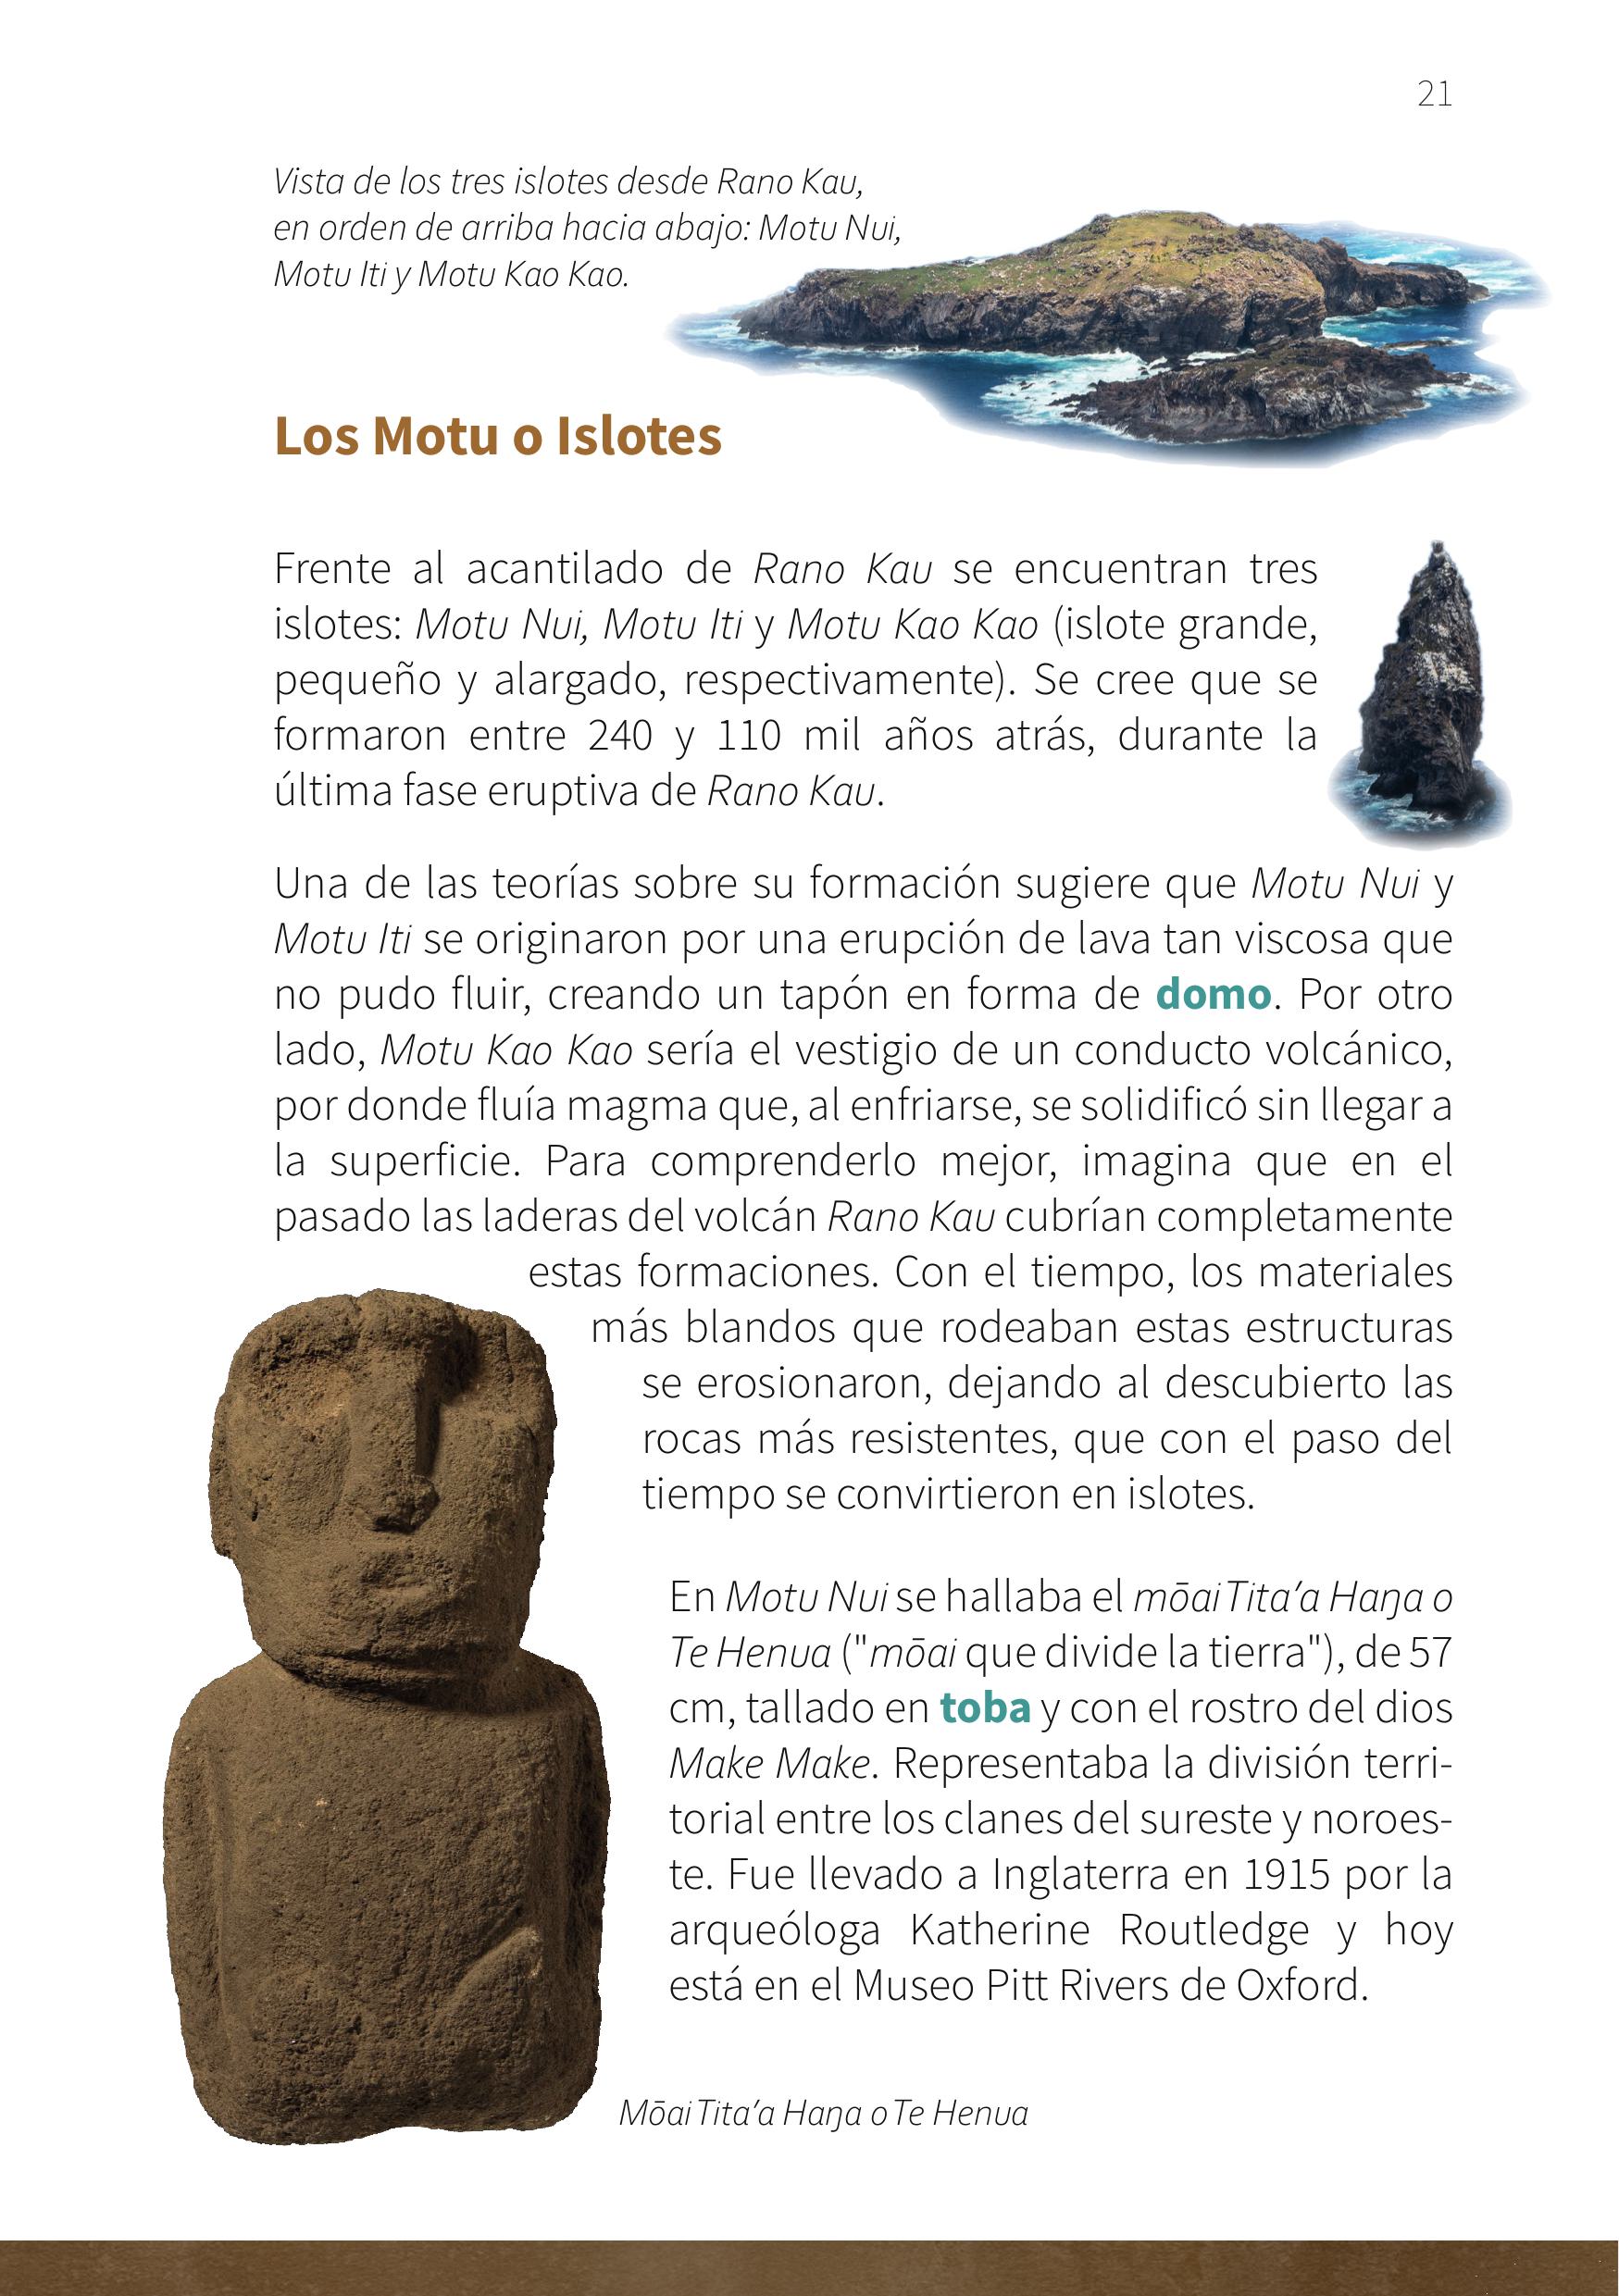 21
Vista de los tres islotes desde Rano Kau,
en orden de arriba hacia abajo: Motu Nui,
Motu Iti y Motu Kao Kao.
Los Motu o Islotes
Frente al acantilado de Rano Kau se encuentran tres
islotes: Motu Nui, Motu Iti y Motu Kao Kao (islote grande,
pequeño y alargado, respectivamente). Se cree que se
formaron entre 240 y 110 mil años atrás, durante la
última fase eruptiva de Rano Kau.
Una de las teorías sobre su formación sugiere que Motu Nui y
Motu Iti se originaron por una erupción de lava tan viscosa que
no pudo fluir, creando un tapón en forma de domo. Por otro
lado, Motu Kao Kao sería el vestigio de un conducto volcánico,
por donde fluía magma que, al enfriarse, se solidificó sin llegar a
la superficie. Para comprenderlo mejor, imagina que en el
pasado las laderas del volcán Rano Kau cubrían completamente
estas formaciones. Con el tiempo, los materiales
más blandos que rodeaban estas estructuras
se erosionaron, dejando al descubierto las
rocas más resistentes, que con el paso del
tiempo se convirtieron en islotes.
En Motu Nui se hallaba el mōai Tita’a Haŋa o
Te Henua ("mōai que divide la tierra"), de 57
cm, tallado en toba y con el rostro del dios
Make Make. Representaba la división terri-
torial entre los clanes del sureste y noroes-
te. Fue llevado a Inglaterra en 1915 por la
arqueóloga Katherine Routledge y hoy
está en el Museo Pitt Rivers de Oxford.
Mōai Tita’a Haŋa o Te Henua